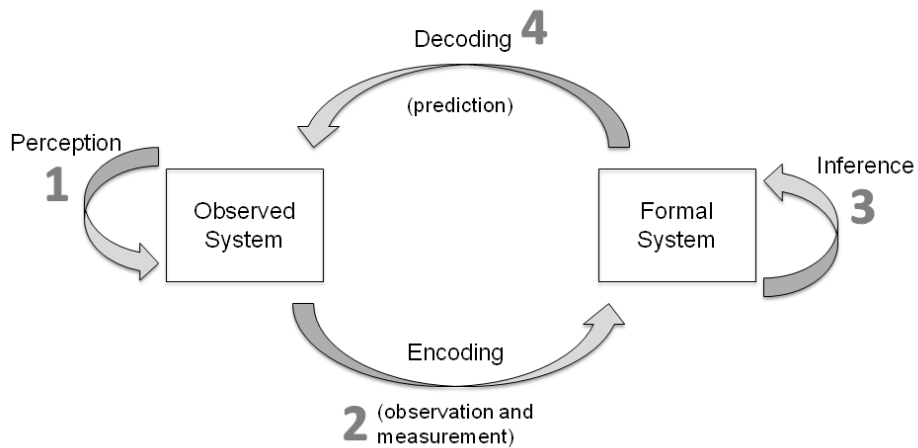 Decoding 4
(prediction)
Perception
1
Observed
System
Formal
System
Inference
3
Encoding
2 (observation and
measurement)